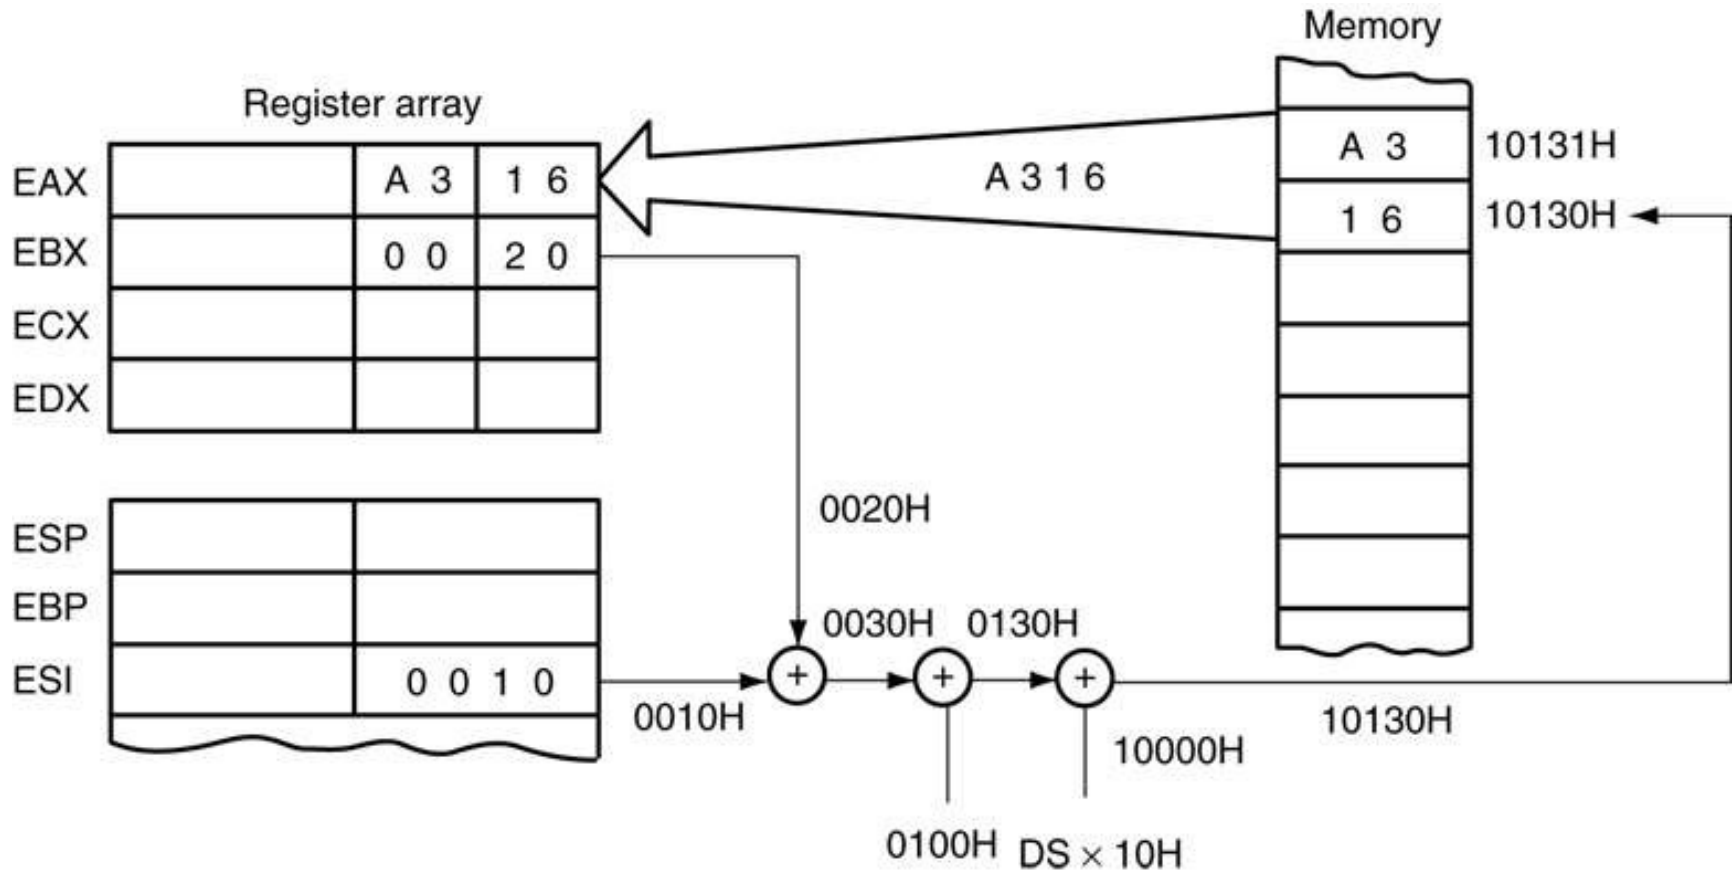 Memory
Register array
EAX A 3 1 6
A 3 1 6
A 3 10131H
1 6 10130H
EBX 0 0 2 0
ECX
EDX
0020H
ESP
EBP
0030H 0130H
ESI 0 0 1 0
+ + +
0010H
10000H
10130H
0100H DS × 10H